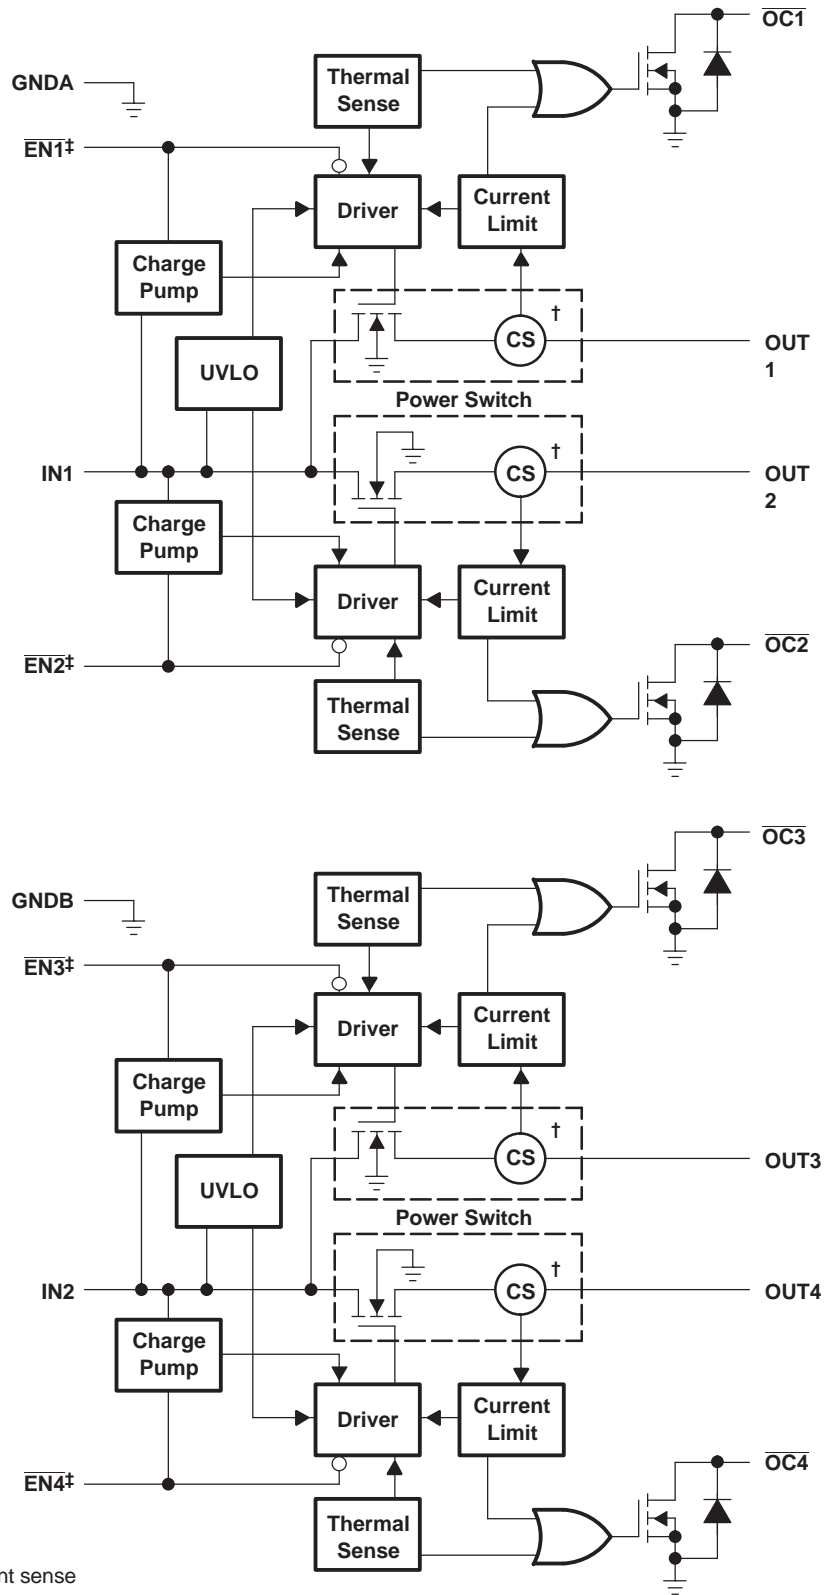 OC1
Thermal
Sense
GNDA
EN1‡
Driver
Current
Limit
Charge
Pump
†
CS
OUT
1
UVLO
Power Switch
†
IN1
CS
OUT
2
Charge
Pump
Driver
Current
Limit
EN2‡
OC2
Thermal
Sense
OC3
Thermal
Sense
GNDB
EN3‡
Driver
Current
Limit
Charge
Pump
†
CS
OUT3
UVLO
Power Switch
†
IN2
CS
OUT4
Charge
Pump
Driver
Current
Limit
EN4‡
OC4
Thermal
Sense
sense